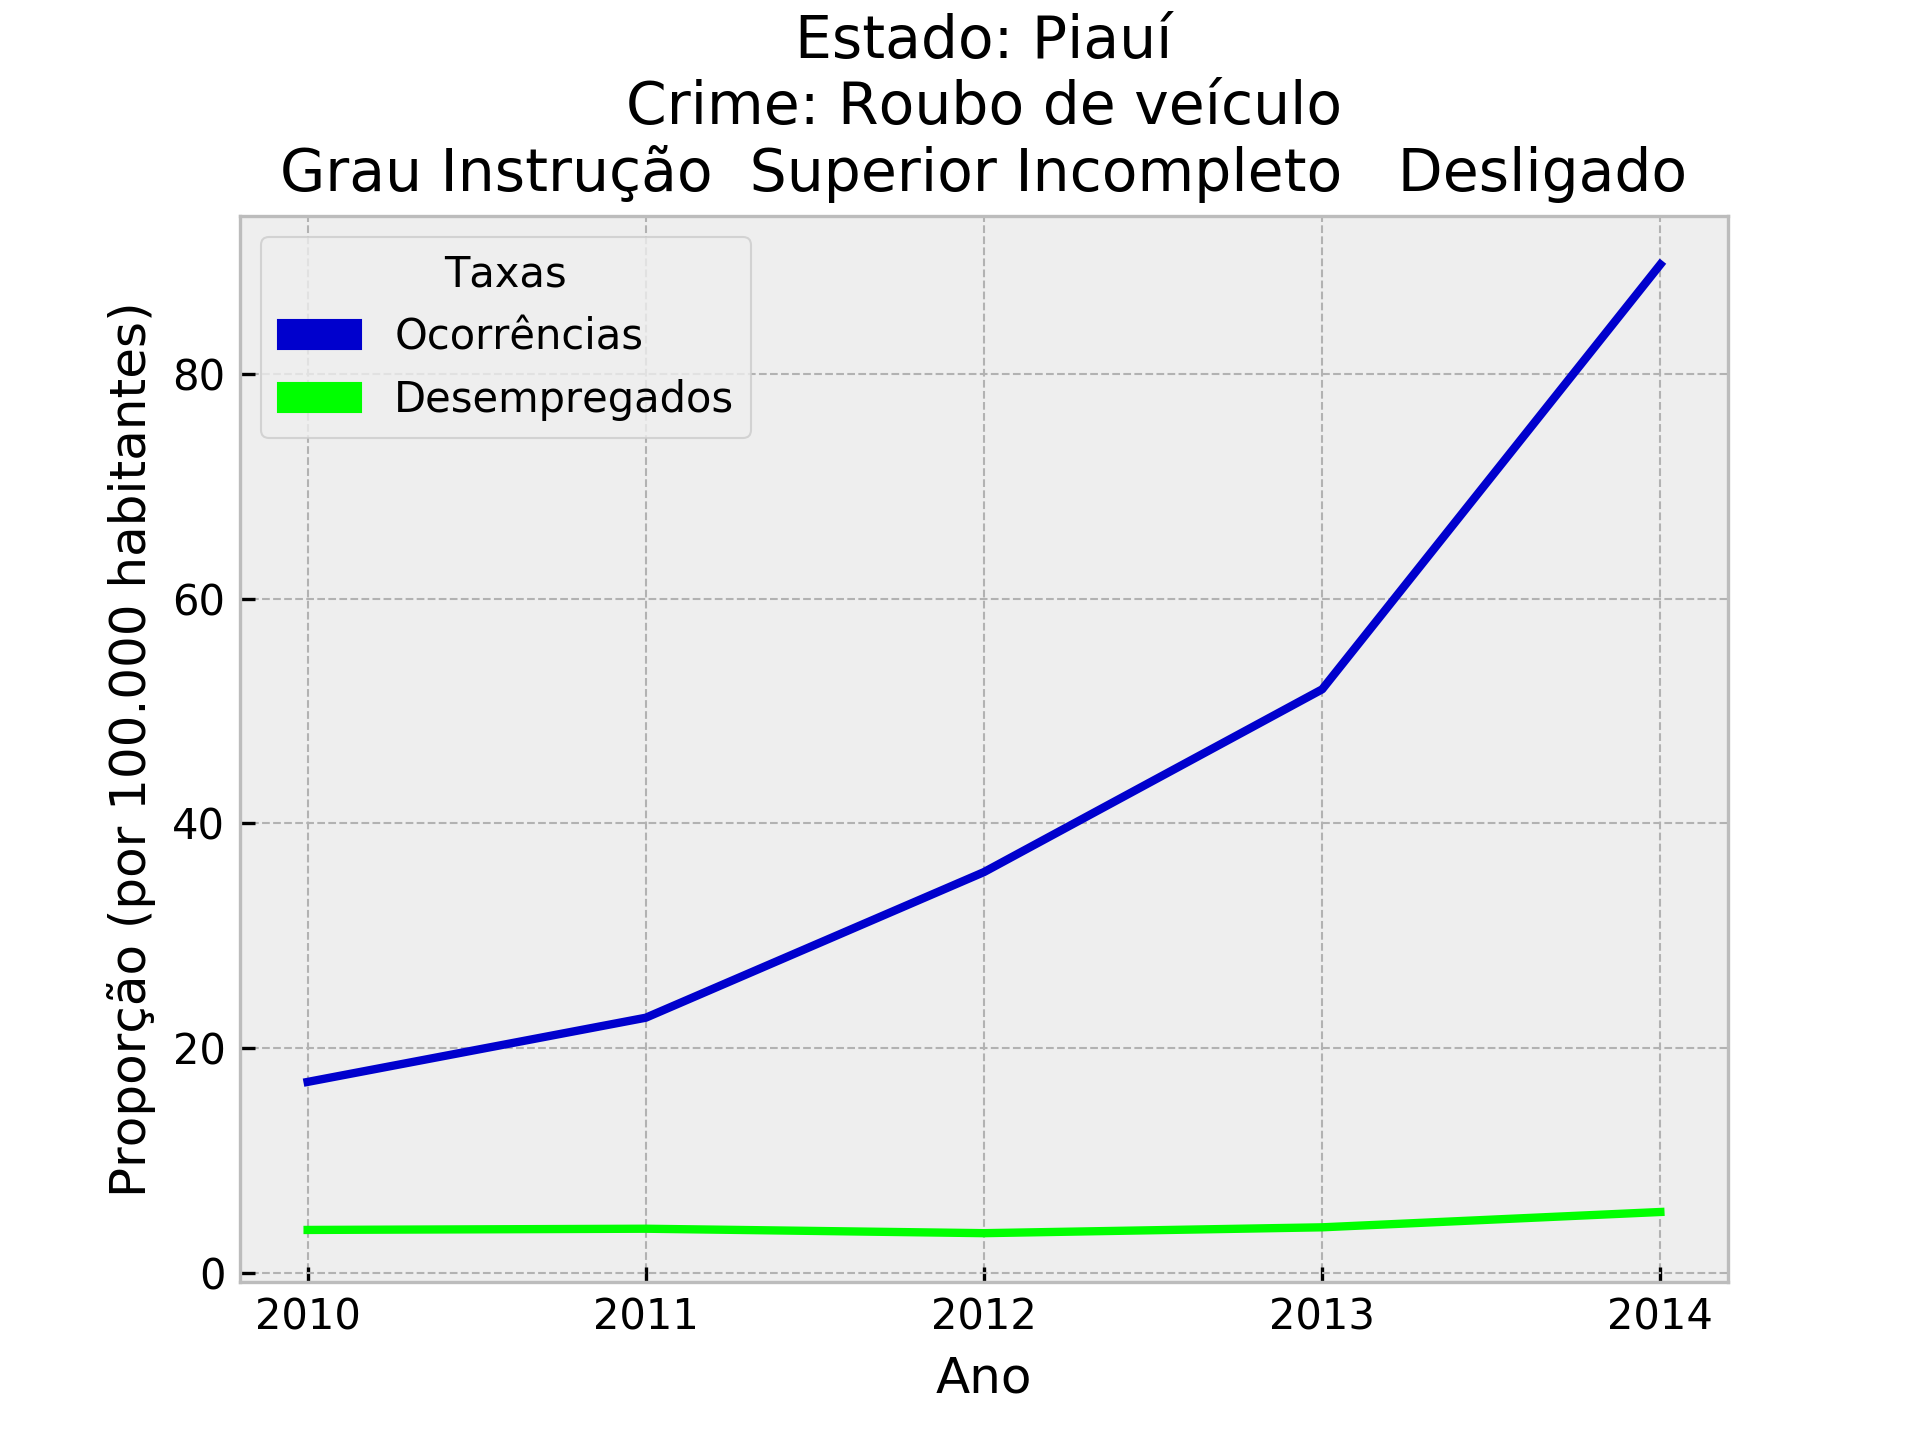 Estado: Piauí
Crime: Roubo de veículo
Grau Instrução  Superior Incompleto   Desligado
Taxas
Ocorrências
Desempregados
Proporção (por 100.000 habitantes)
80
60
40
20
0
2010 2011 2012 2013 2014
Ano